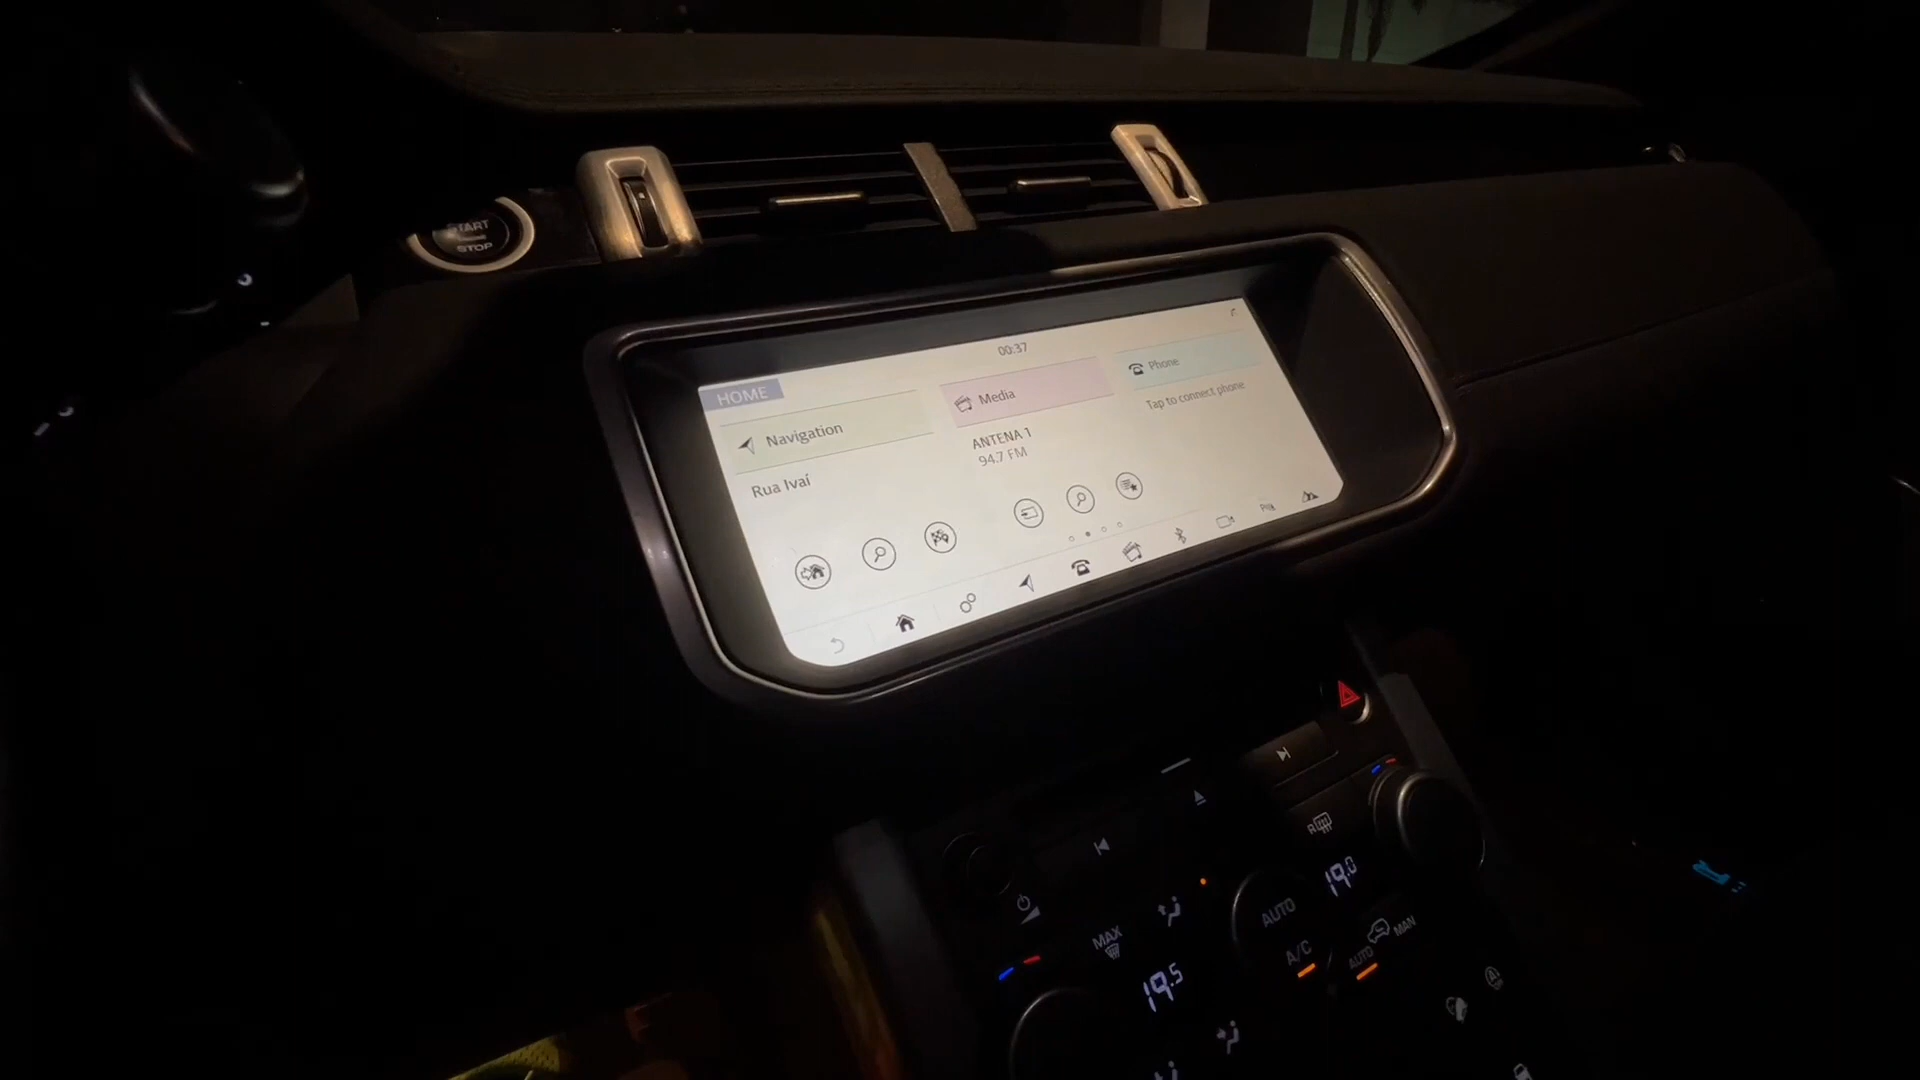 START
STOP
00:37
HOME
Navigation
Rua Ivaí
Media
ANTENA 1
94.7 FM
Phone
Tap to connect phone
R
19.0
AUTO
MAX
A/C
AUTO
MAN
19.5